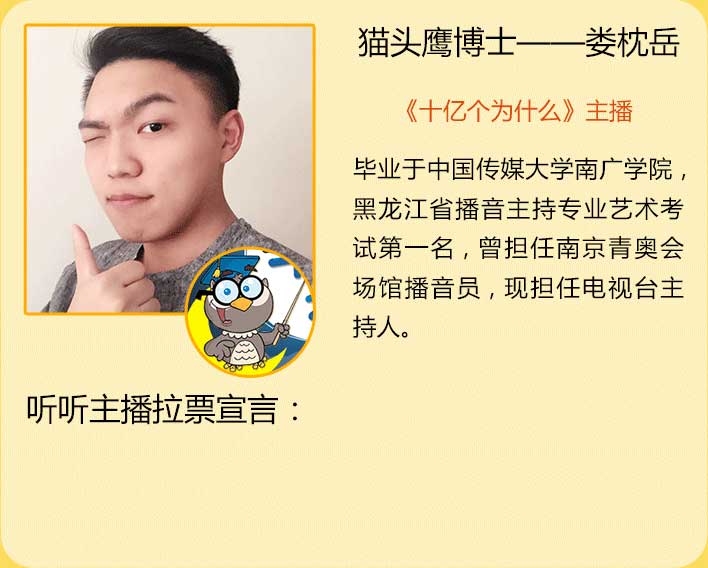 猫头鹰博士——娄枕岳
《十亿个为什么》主播
毕业于中国传媒大学南广学院，
黑龙江省播音主持专业艺术考
试第一名，曾担任南京青奥会
场馆播音员，现担任电视台主
持人。
听听主播拉票宣言：